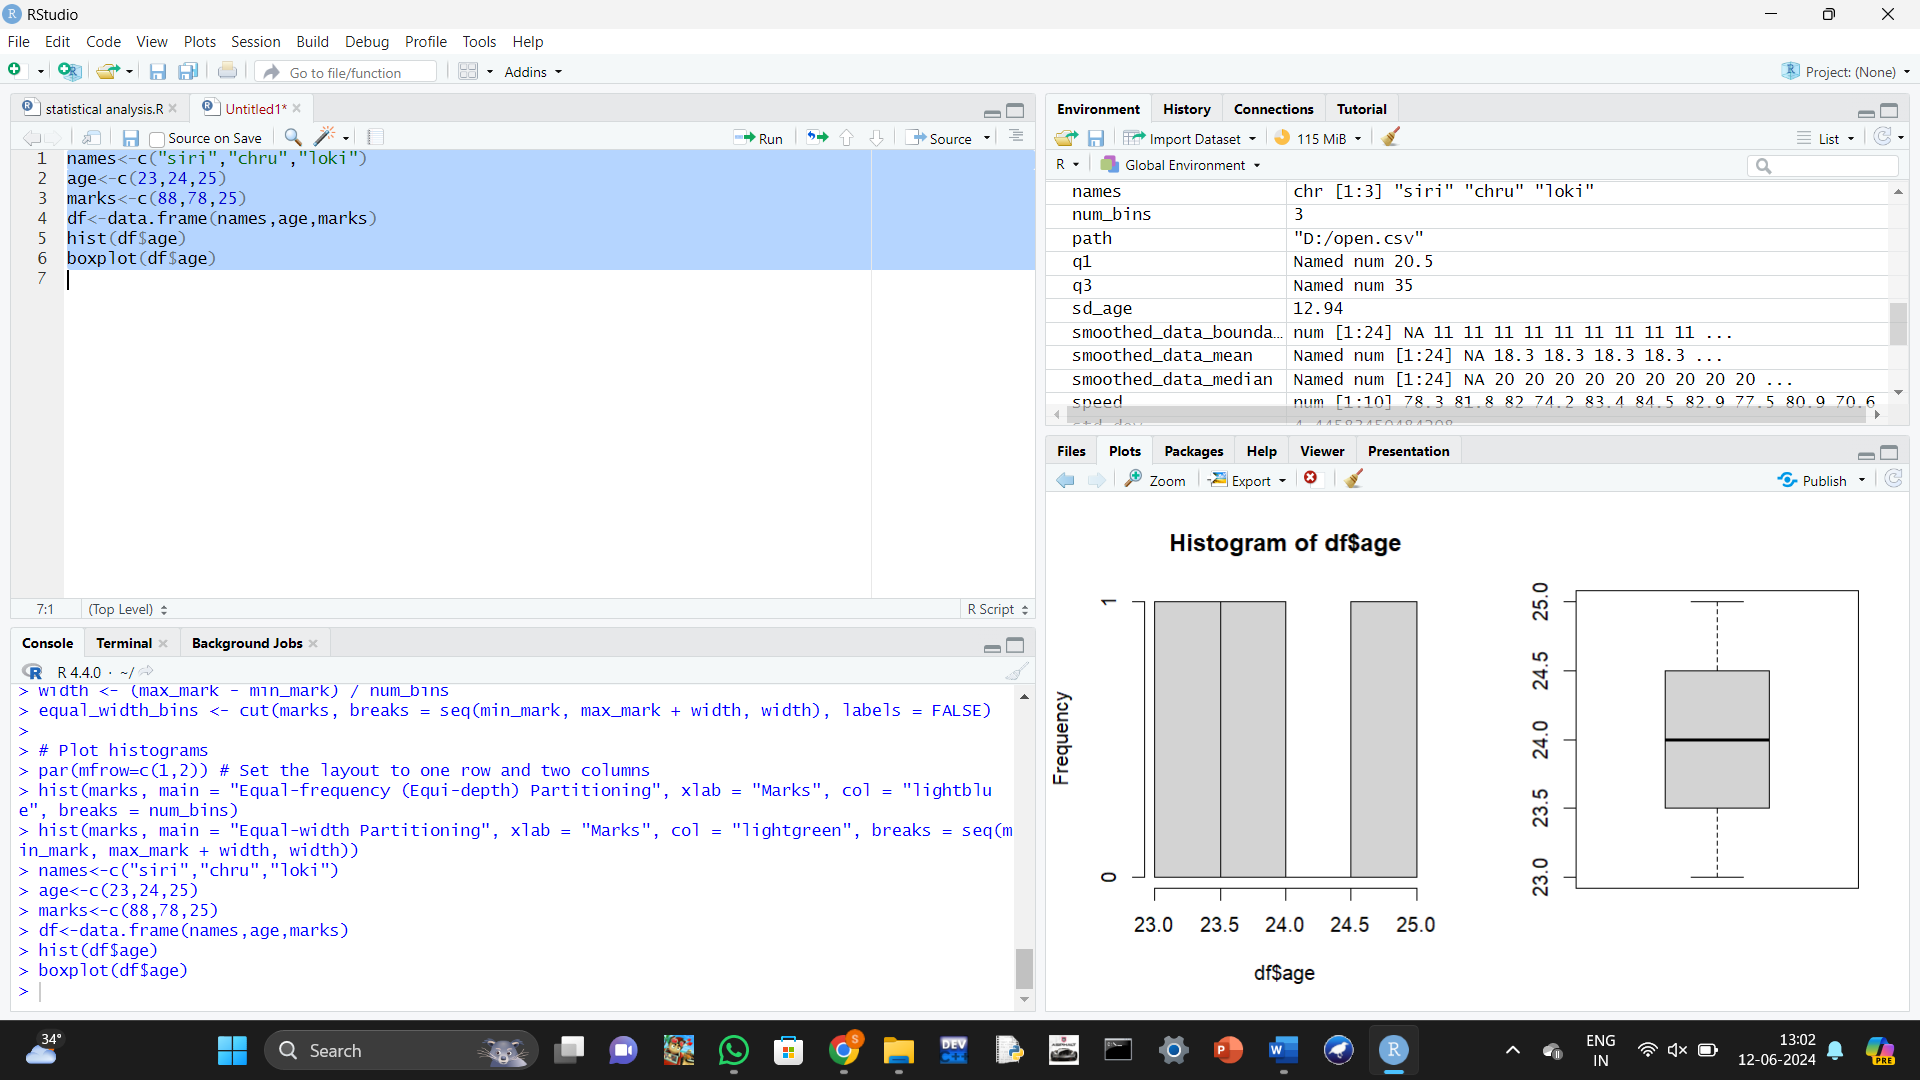 RStudio
File Edit Code View Plots Session Build Debug Profile Tools Help
Go to file/function Addins Project: (None)
statistical analysis.R Untitled1*
Source on Save Run Source
1 names<-c("siri","chru","loki")
2 age<-c(23,24,25)
3 marks<-c(88,78,25)
4 df<-data.frame(names,age,marks)
5 hist(df$age)
6 boxplot(df$age)
7
7:1 (Top Level) R Script
Console Terminal Background Jobs
R 4.4.0 · ~/
> width <- (max_mark - min_mark) / num_bins
> equal_width_bins <- cut(marks, breaks = seq(min_mark, max_mark + width, width), labels = FALSE)
>
> # Plot histograms
> par(mfrow=c(1,2)) # Set the layout to one row and two columns
> hist(marks, main = "Equal-frequency (Equi-depth) Partitioning", xlab = "Marks", col = "lightblu
e", breaks = num_bins)
> hist(marks, main = "Equal-width Partitioning", xlab = "Marks", col = "lightgreen", breaks = seq(m
in_mark, max_mark + width, width))
> names<-c("siri","chru","loki")
> age<-c(23,24,25)
> marks<-c(88,78,25)
> df<-data.frame(names,age,marks)
> hist(df$age)
> boxplot(df$age)
>
Environment History Connections Tutorial
Import Dataset 115 MiB List
R Global Environment
names chr [1:3] "siri" "chru" "loki"
num_bins 3
path "D:/open.csv"
q1 Named num 20.5
q3 Named num 35
sd_age 12.94
smoothed_data_bounda… num [1:24] NA 11 11 11 11 11 11 11 11 11 ...
smoothed_data_mean Named num [1:24] NA 18.3 18.3 18.3 18.3 ...
smoothed_data_median Named num [1:24] NA 20 20 20 20 20 20 20 20 20 ...
speed num [1:10] 78.3 81.8 82 74.2 83.4 84.5 82.9 77.5 80.9 70.6
Files Plots Packages Help Viewer Presentation
Zoom Export Publish
Histogram of df$age
Frequency
1
0
23.0 23.5 24.0 24.5 25.0
df$age
25.0
24.5
24.0
23.5
23.0
34°
Search
DEV
C++
ENG
IN
13:02
12-06-2024
PRE